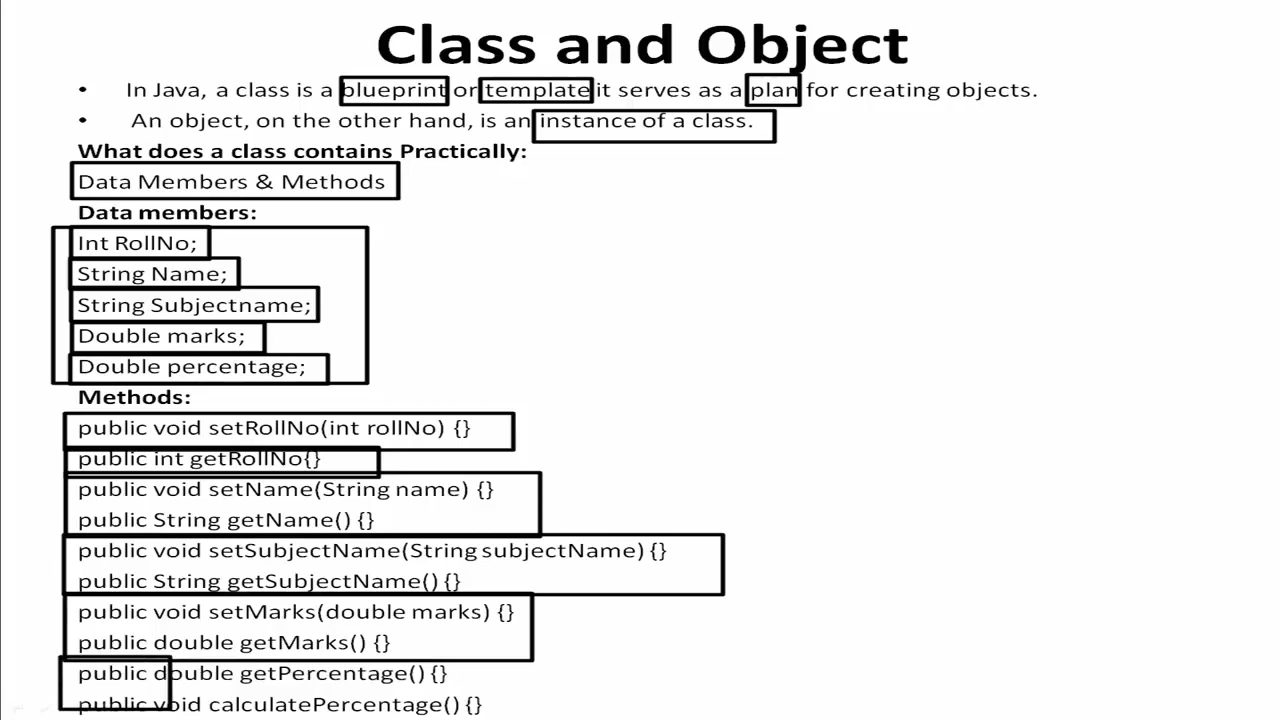 Class and Object
• In Java, a class is a blueprint or template it serves as a plan for creating objects.
• An object, on the other hand, is an instance of a class.
What does a class contains Practically:
Data Members & Methods
Data members:
Int RollNo;
String Name;
String Subjectname;
Double marks;
Double percentage;
Methods:
public void setRollNo(int rollNo) {}
public int getRollNo{}
public void setName(String name) {}
public String getName() {}
public void setSubjectName(String subjectName) {}
public String getSubjectName() {}
public void setMarks(double marks) {}
public double getMarks() {}
public double getPercentage() {}
public void calculatePercentage() {}